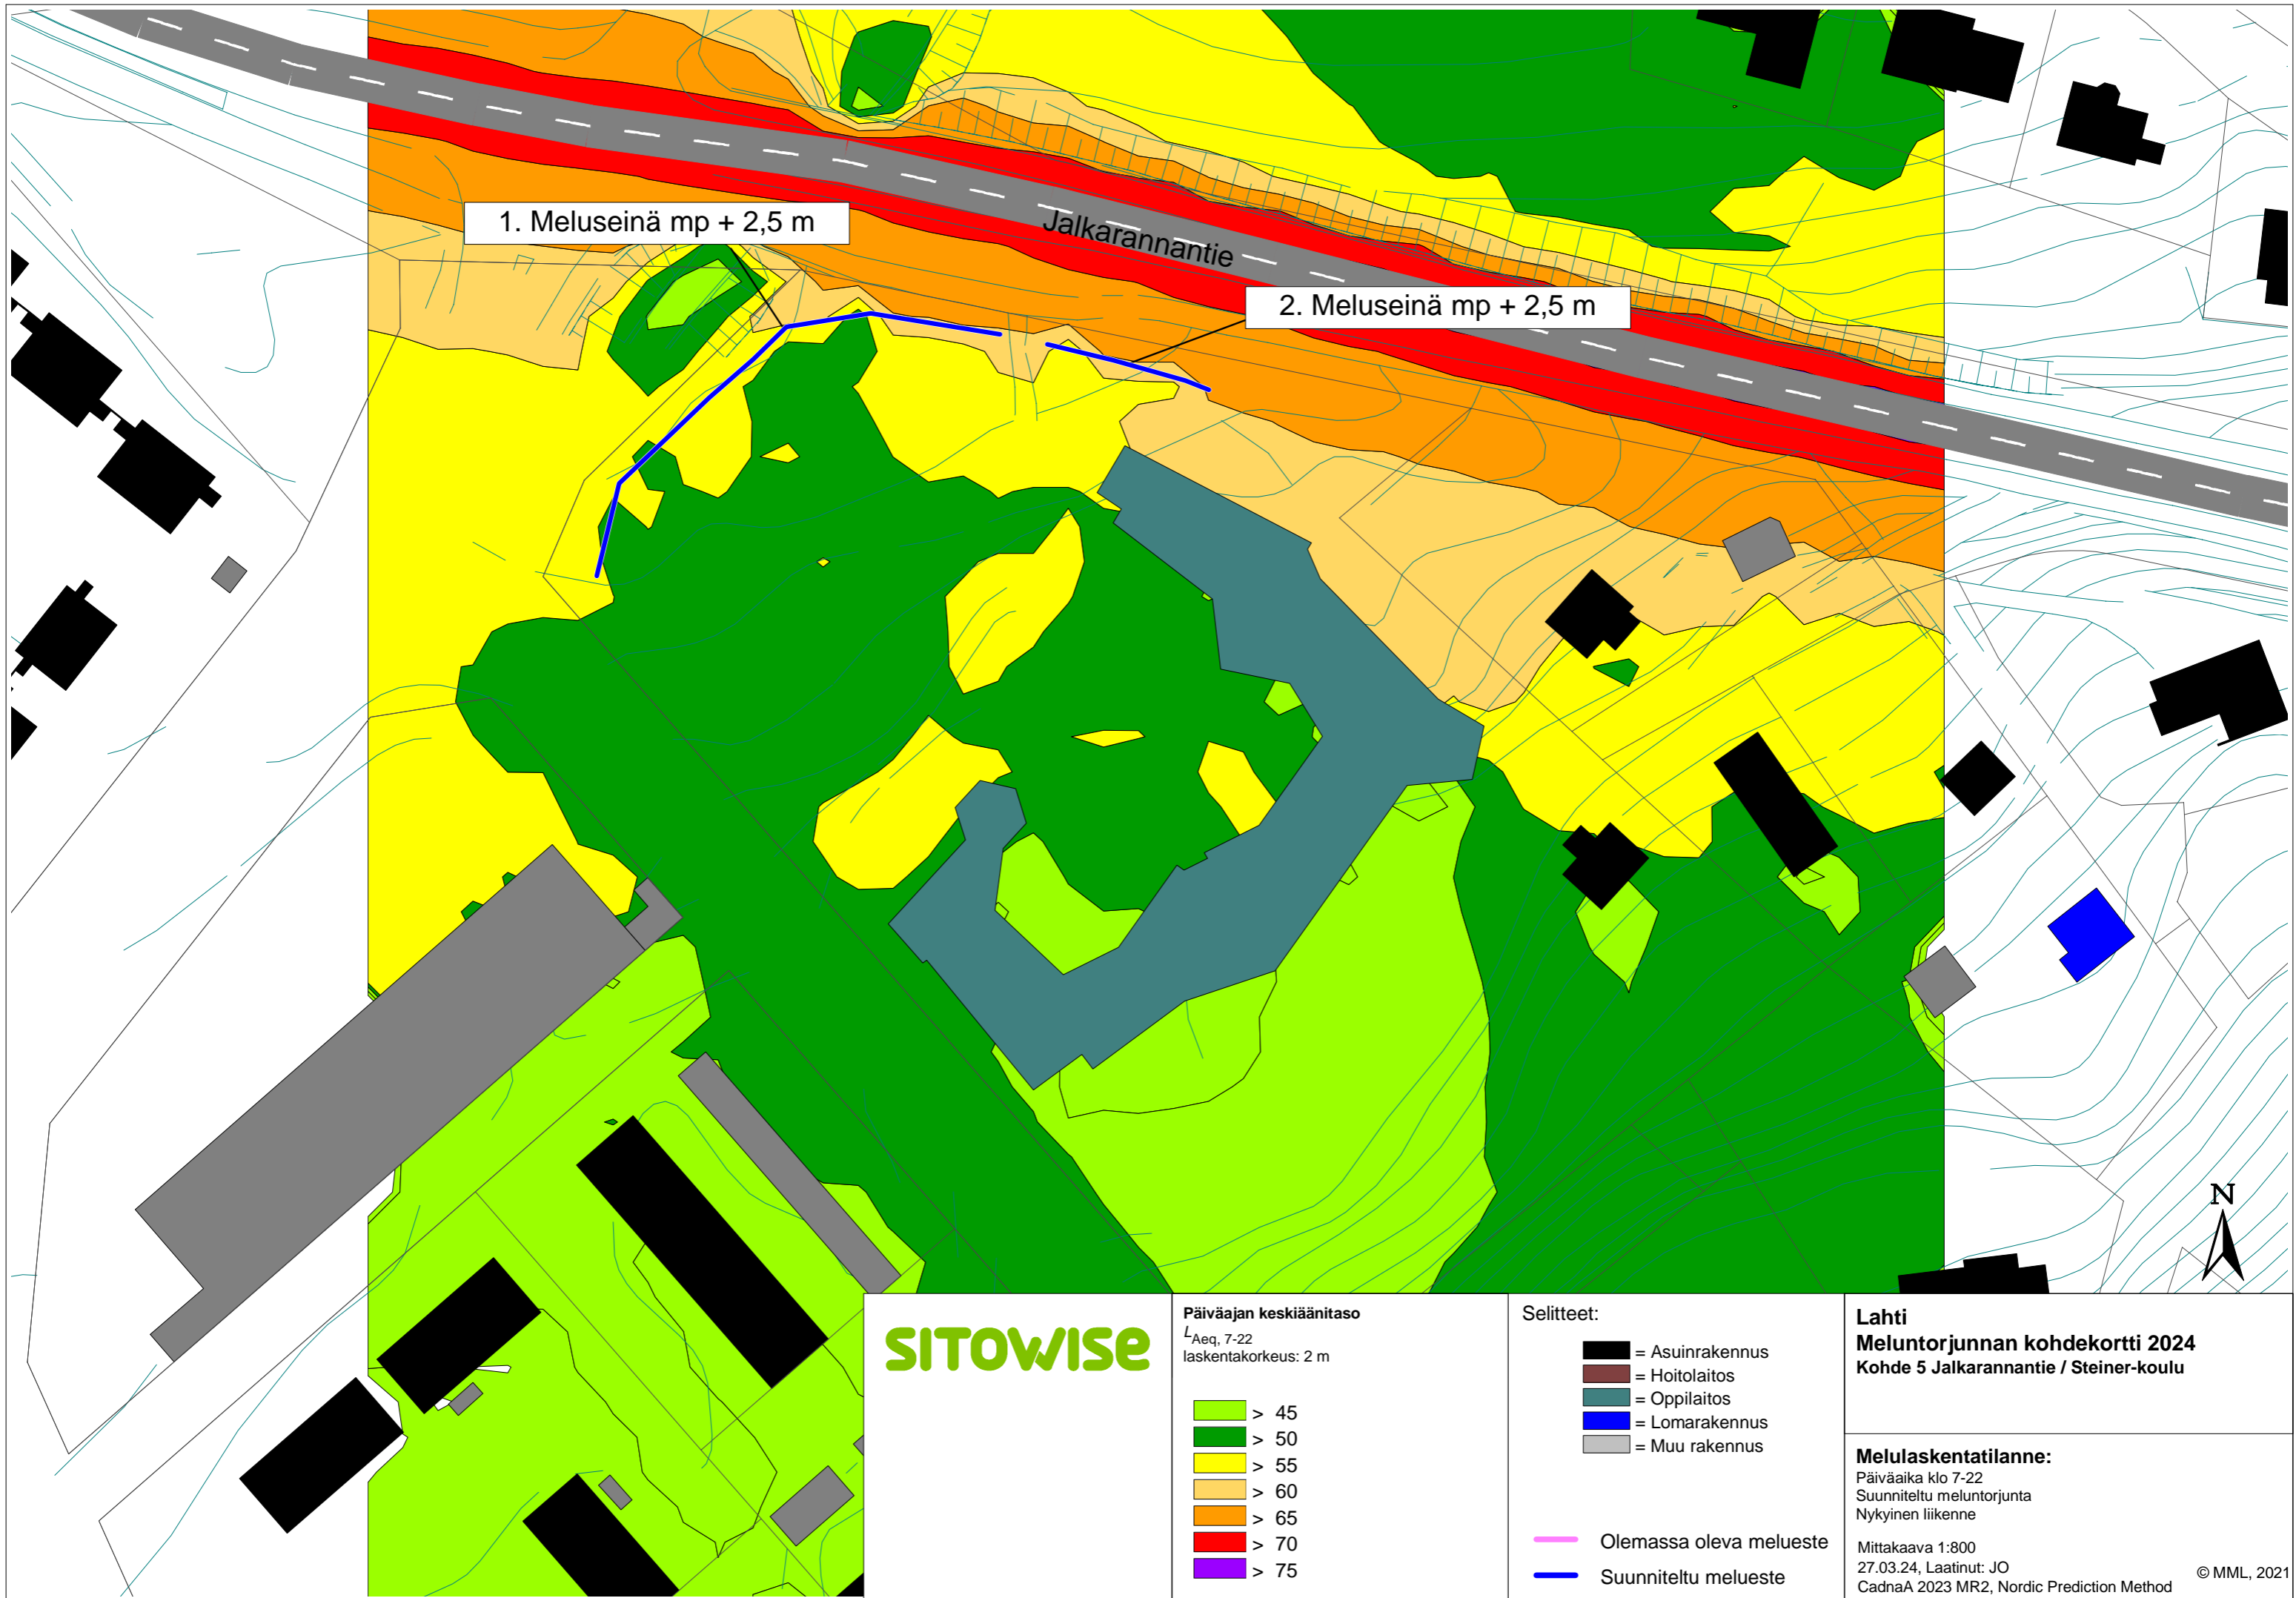 1. Meluseinä mp + 2,5 m
Jalkarannantie
2. Meluseinä mp + 2,5 m
N
SITOWISE
Päiväajan keskiäänitaso
LAeq, 7-22
laskentakorkeus: 2 m
> 45
> 50
> 55
> 60
> 65
> 70
> 75
Selitteet:
= Asuinrakennus
= Hoitolaitos
= Oppilaitos
= Lomarakennus
= Muu rakennus
Olemassa oleva melueste
Suunniteltu melueste
Lahti
Meluntorjunnan kohdekortti 2024
Kohde 5 Jalkarannantie / Steiner-koulu
Melulaskentatilanne:
Päiväaika klo 7-22
Suunniteltu meluntorjunta
Nykyinen liikenne
Mittakaava 1:800
27.03.24, Laatinut: JO
CadnaA 2023 MR2, Nordic Prediction Method
© MML, 2021